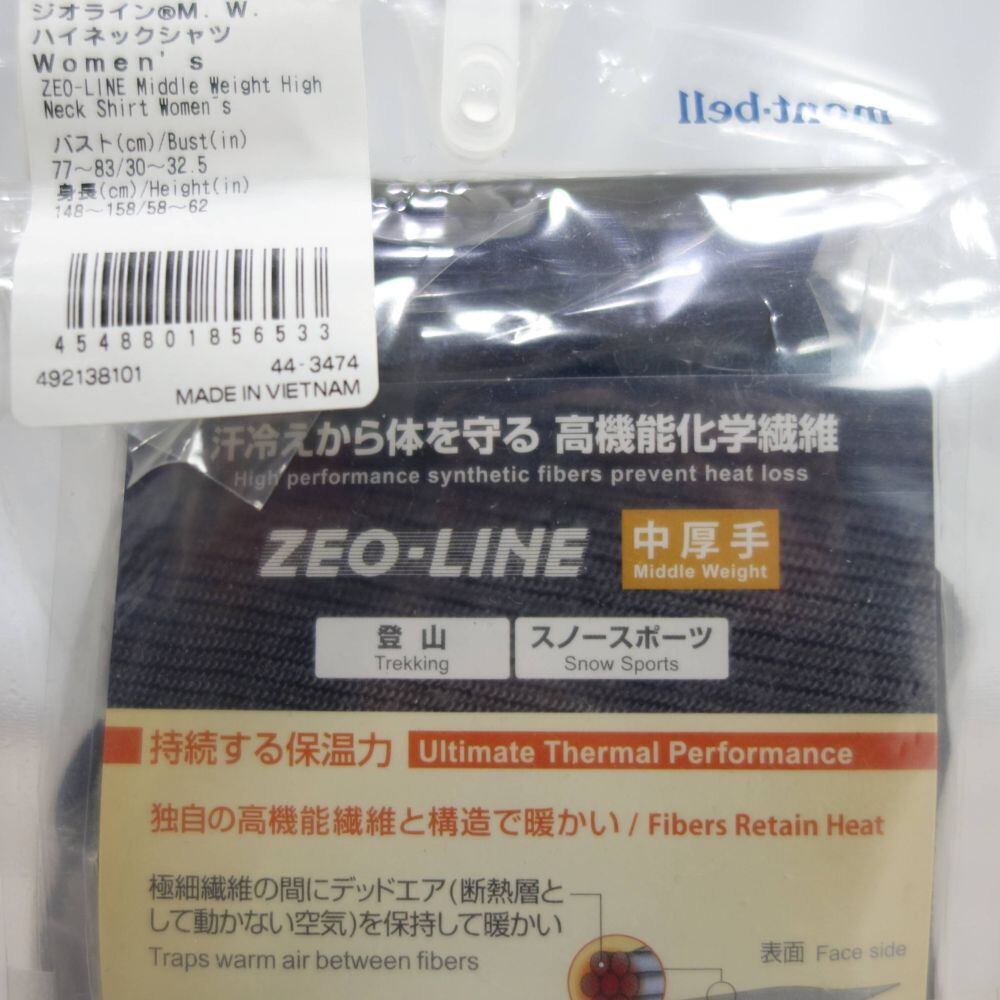 ジオライン®M. W.
ハイネックシャツ
Women's
ZEO-LINE Middle Weight High
Neck Shirt Women~s
バスト(cm)/Bust(in)
77～83/30～32.5
身長(cm)/Height(in)
148～158/58～62
4548801856533
492138101 44-3474
MADE IN VIETNAM
mont·bell
汗冷えから体を守る 高機能化学繊維
High performance synthetic fibers prevent heat loss
ZEO-LINE
中厚手
Middle Weight
登山
Trekking
スノースポーツ
Snow Sports
持続する保温力 Ultimate Thermal Performance
独自の高機能繊維と構造で暖かい / Fibers Retain Heat
極細繊維の間にデッドエア(断熱層と
して動かない空気)を保持して暖かい
Traps warm air between fibers
表面 Face side